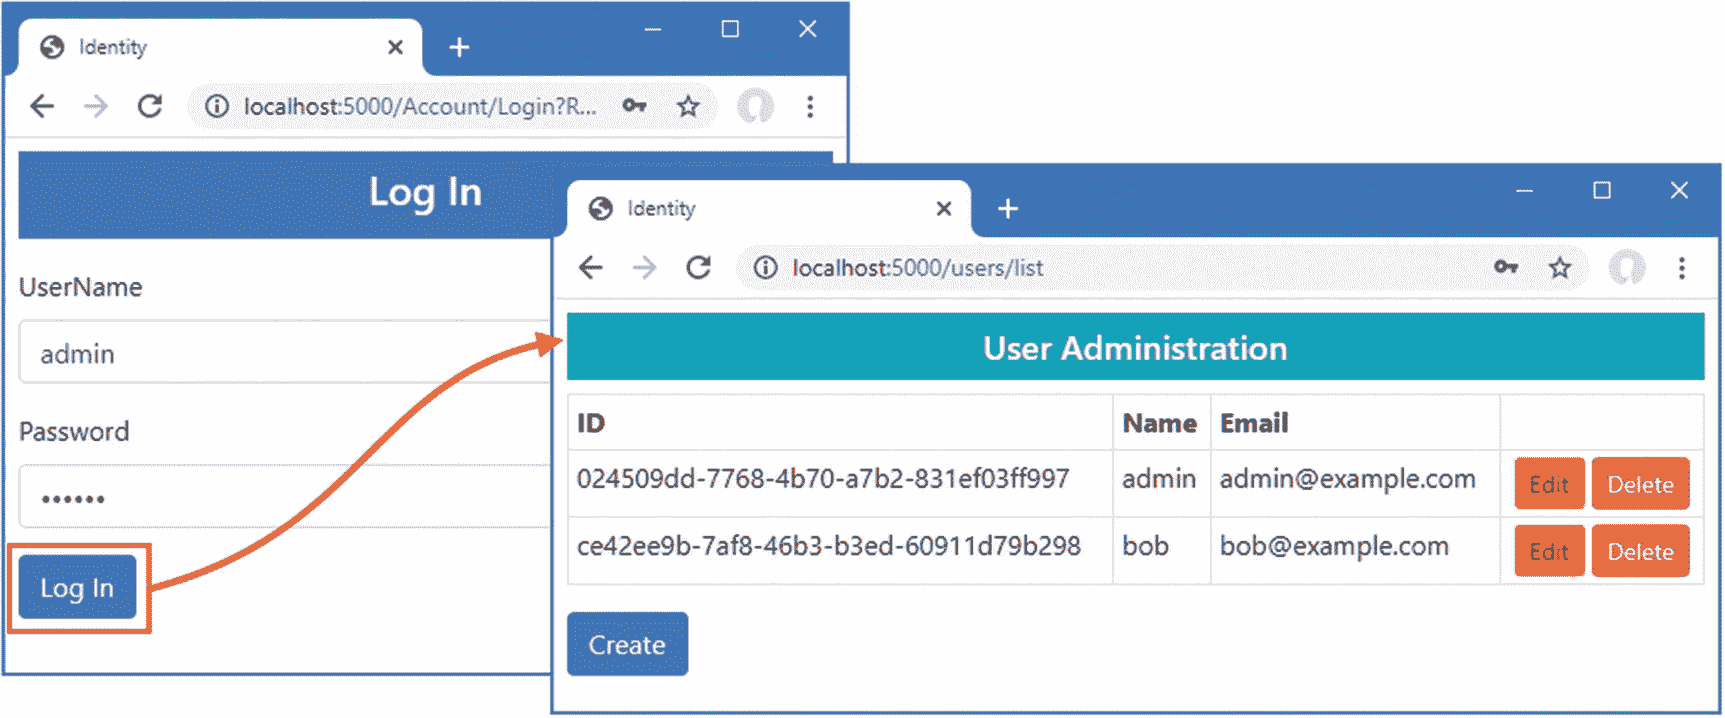 Identity
localhost:5000/Account/Login?R...
Log In
UserName
admin
Password
••••••
Log In
Identity
localhost:5000/users/list
User Administration
ID Name Email
024509dd-7768-4b70-a7b2-831ef03ff997 admin admin@example.com Edit Delete
ce42ee9b-7af8-46b3-b3ed-60911d79b298 bob bob@example.com Edit Delete
Create